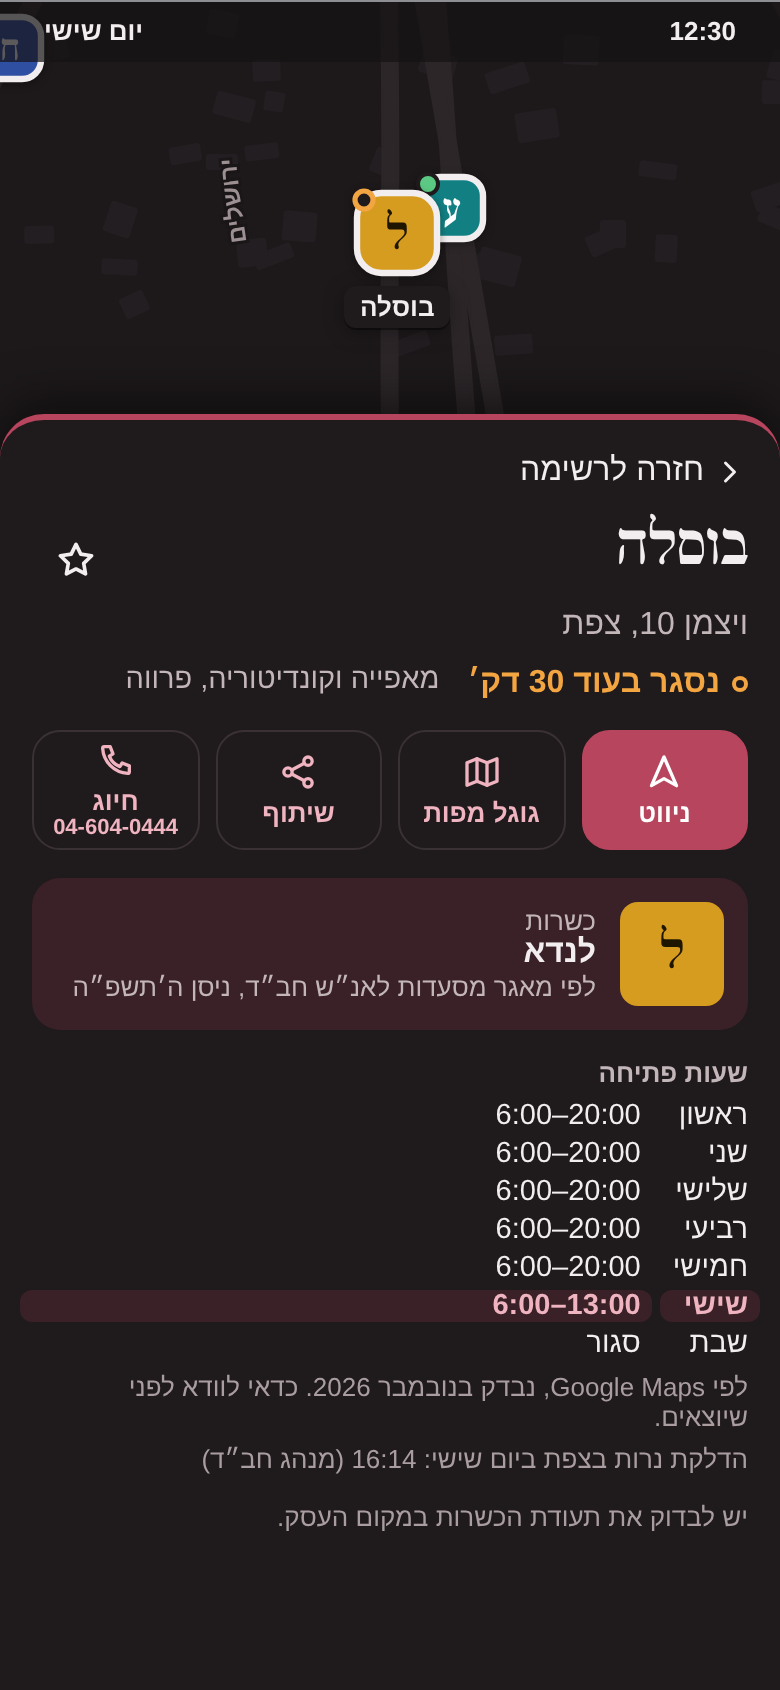 12:30
יום שישי
ח
ירושלים
ע
ל
בוסלה
חזרה לרשימה
בוסלה
ויצמן 10, צפת
נסגר בעוד 30 דק׳
מאפייה וקונדיטוריה, פרווה
ניווט
גוגל מפות
שיתוף
חיוג
04-604-0444
ל
כשרות
לנדא
לפי מאגר מסעדות לאנ״ש חב״ד, ניסן ה׳תשפ״ה
שעות פתיחה
ראשון 6:00–20:00
שני 6:00–20:00
שלישי 6:00–20:00
רביעי 6:00–20:00
חמישי 6:00–20:00
שישי 6:00–13:00
שבת סגור
לפי Google Maps, נבדק בנובמבר 2026. כדאי לוודא לפני
שיוצאים.
הדלקת נרות בצפת ביום שישי: 16:14 (מנהג חב״ד)
יש לבדוק את תעודת הכשרות במקום העסק.